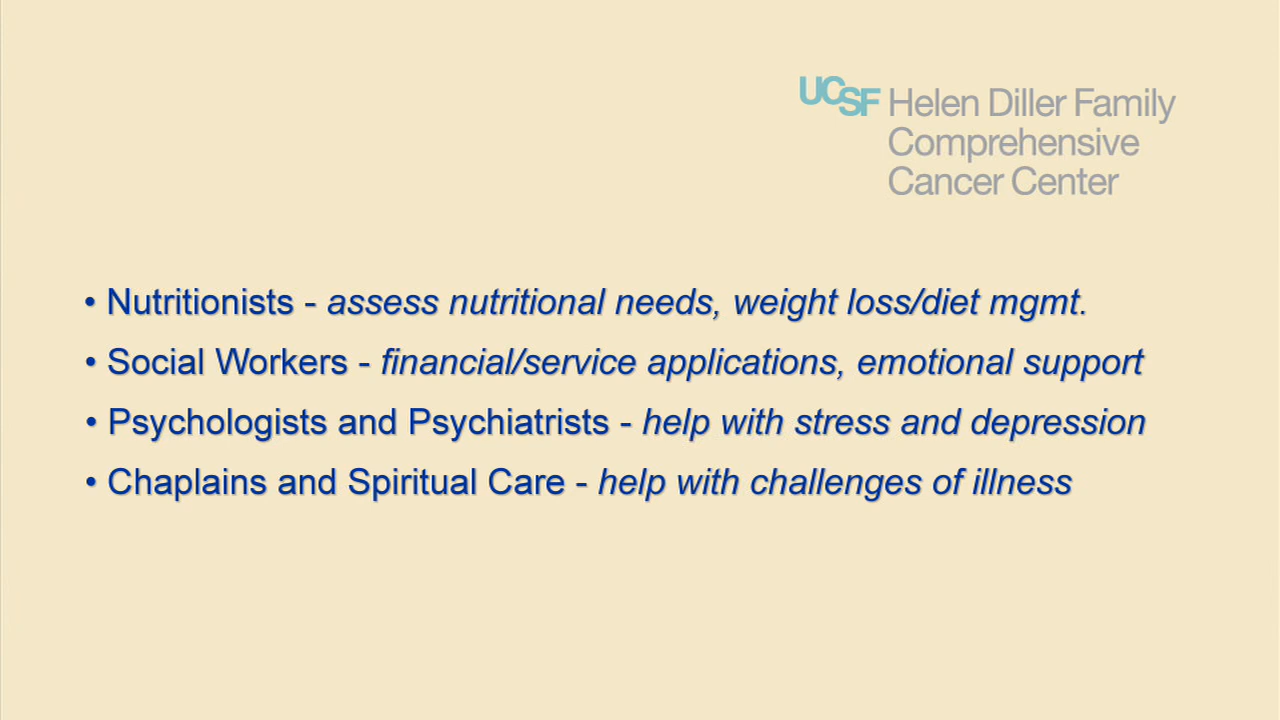 UCSF Helen Diller Family
Comprehensive
Cancer Center
• Nutritionists - assess nutritional needs, weight loss/diet mgmt.
• Social Workers - financial/service applications, emotional support
• Psychologists and Psychiatrists - help with stress and depression
• Chaplains and Spiritual Care - help with challenges of illness